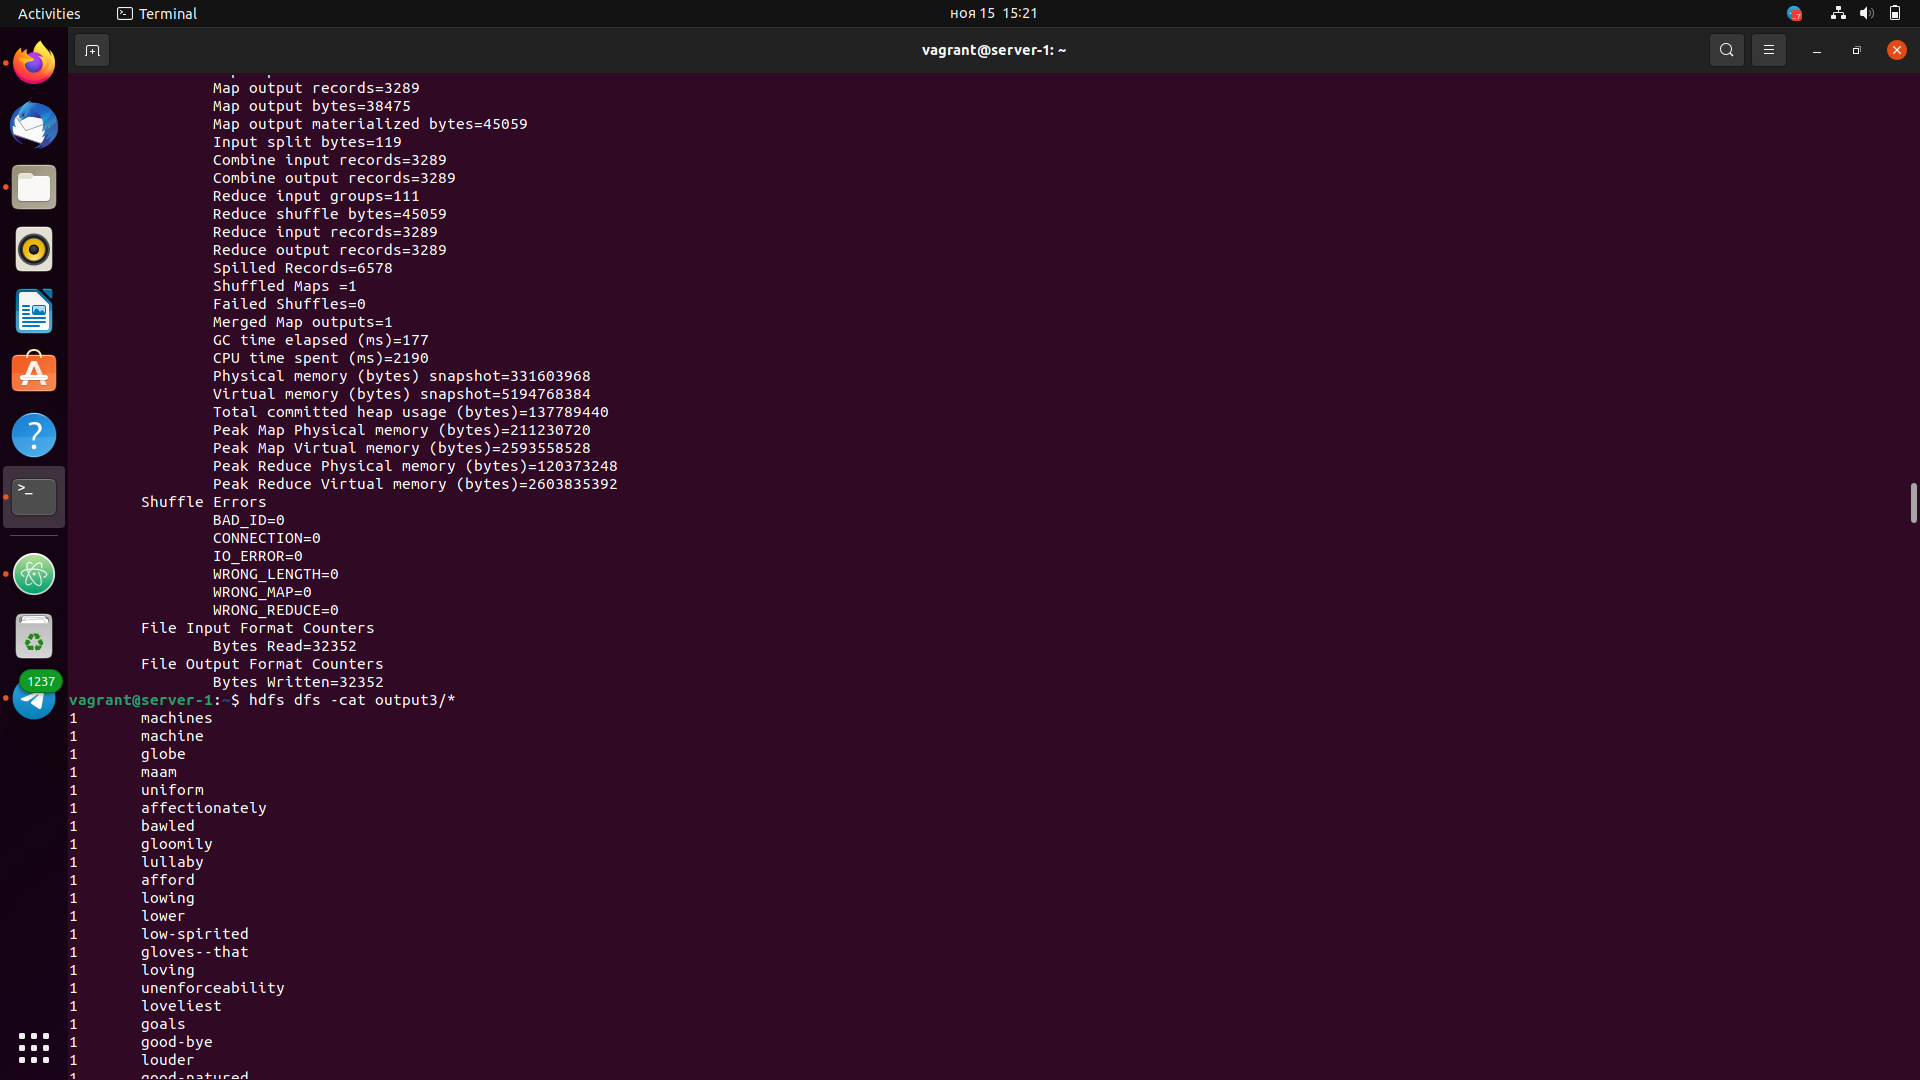 Activities
Terminal
ноя 15 15:21
vagrant@server-1: ~
Map output records=3289
Map output bytes=38475
Map output materialized bytes=45059
Input split bytes=119
Combine input records=3289
Combine output records=3289
Reduce input groups=111
Reduce shuffle bytes=45059
Reduce input records=3289
Reduce output records=3289
Spilled Records=6578
Shuffled Maps =1
Failed Shuffles=0
Merged Map outputs=1
GC time elapsed (ms)=177
CPU time spent (ms)=2190
Physical memory (bytes) snapshot=331603968
Virtual memory (bytes) snapshot=5194768384
Total committed heap usage (bytes)=137789440
Peak Map Physical memory (bytes)=211230720
Peak Map Virtual memory (bytes)=2593558528
Peak Reduce Physical memory (bytes)=120373248
Peak Reduce Virtual memory (bytes)=2603835392
Shuffle Errors
BAD_ID=0
CONNECTION=0
IO_ERROR=0
WRONG_LENGTH=0
WRONG_MAP=0
WRONG_REDUCE=0
File Input Format Counters
Bytes Read=32352
File Output Format Counters
Bytes Written=32352
1237
vagrant@server-1:~$ hdfs dfs -cat output3/*
1 machines
1 machine
1 globe
1 maam
1 uniform
1 affectionately
1 bawled
1 gloomily
1 lullaby
1 afford
1 lowing
1 lower
1 low-spirited
1 gloves--that
1 loving
1 unenforceability
1 loveliest
1 goals
1 good-bye
1 louder
1 good-natured